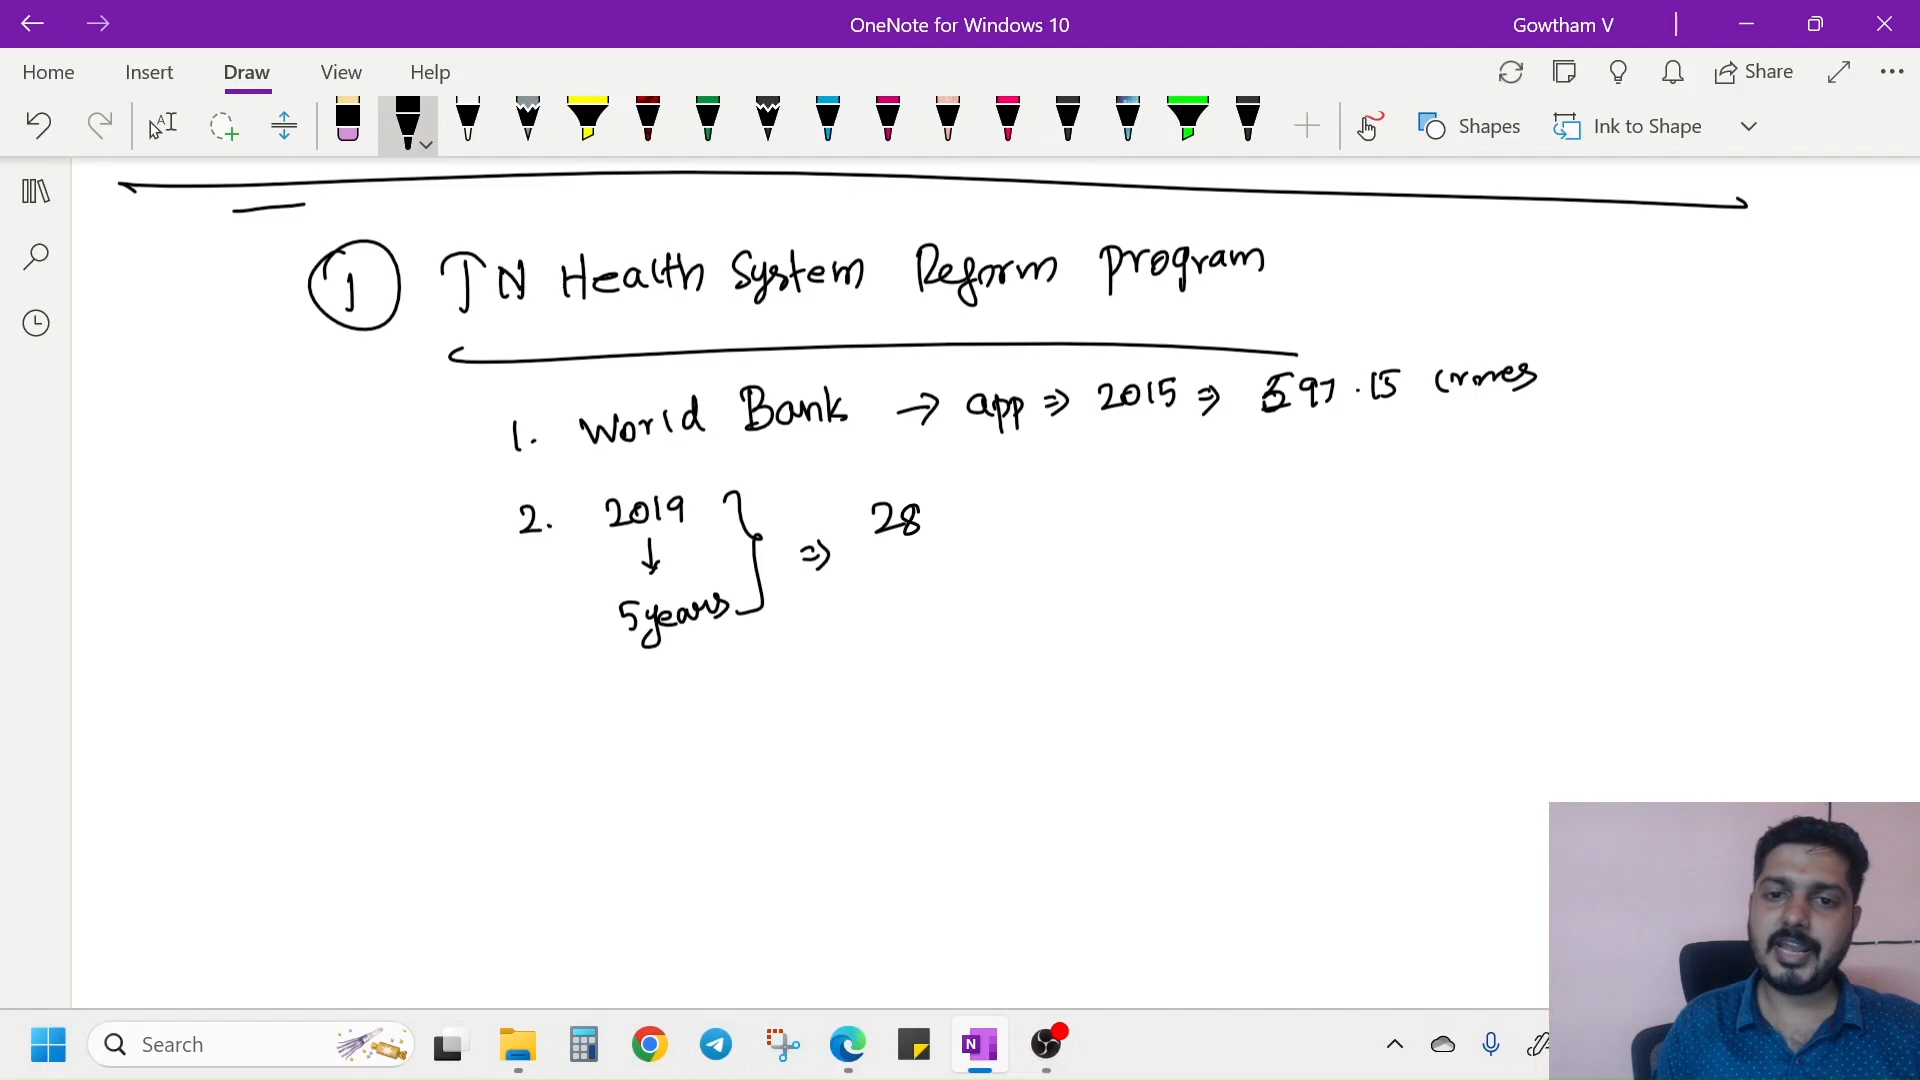 OneNote for Windows 10
Gowtham V
Home Insert Draw View Help
Share
Shapes Ink to Shape
1 TN Health System Reform Program
1. World Bank → app ⇒ 2015 ⇒ 597.15 crores
2. 2019 ⇒ 28
↓
5 years
Search